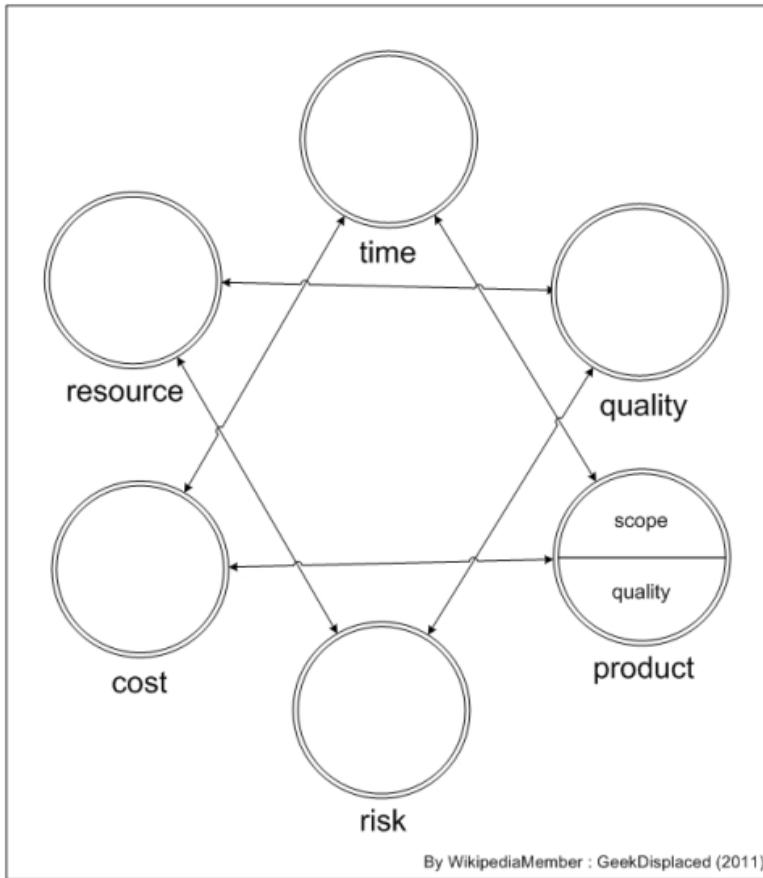 time
resource
quality
scope
quality
cost
product
risk
By WikipediaMember : GeekDisplaced (2011)